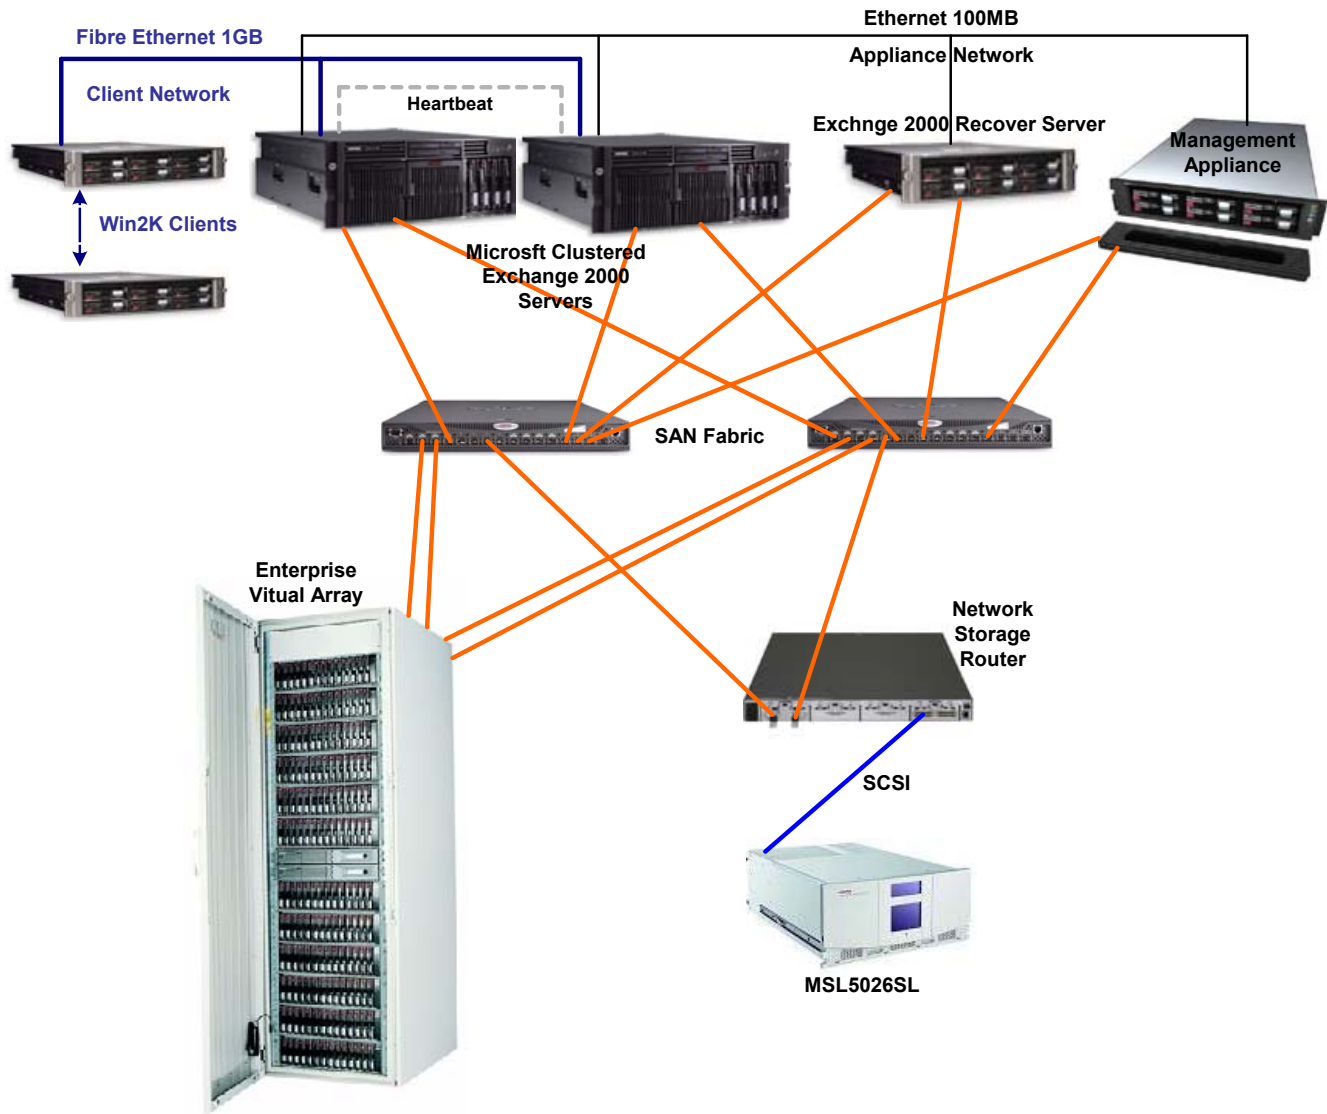 Ethernet 100MB
Fibre Ethernet 1GB
Appliance Network
Client Network
Heartbeat
Exchnge 2000 Recover Server
Management
Appliance
Win2K Clients
Microsft Clustered
Exchange 2000
Servers
SAN Fabric
Enterprise
Vitual Array
Network
Storage
Router
SCSI
MSL5026SL